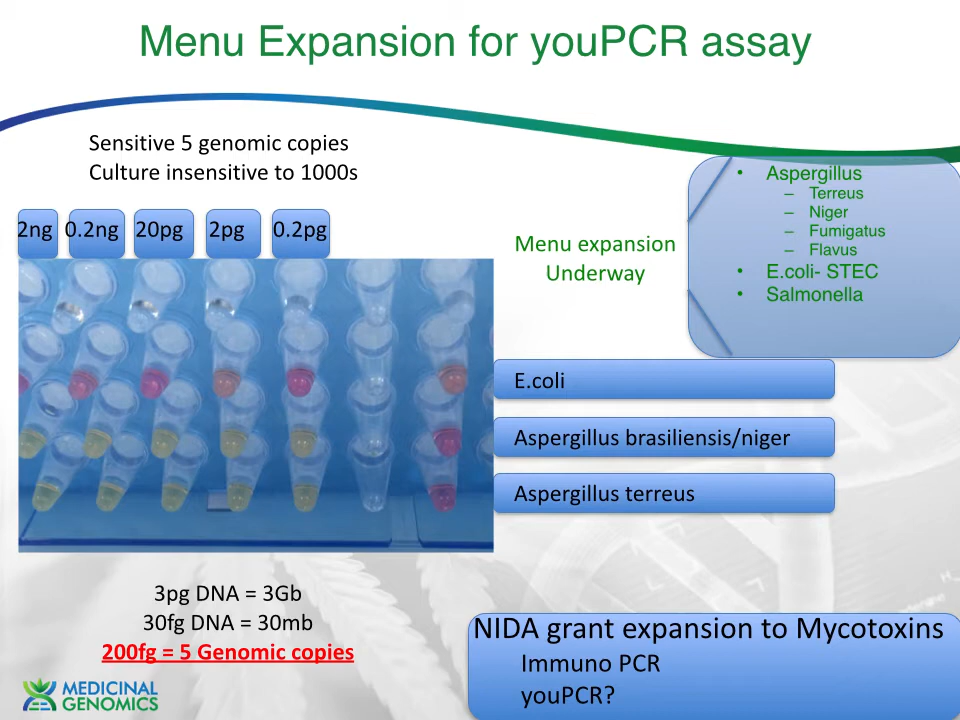 Menu Expansion for youPCR assay
Sensitive 5 genomic copies
Culture insensitive to 1000s
2ng 0.2ng 20pg 2pg 0.2pg
Menu expansion
Underway
• Aspergillus
– Terreus
– Niger
– Fumigatus
– Flavus
• E.coli- STEC
• Salmonella
E.coli
Aspergillus brasiliensis/niger
Aspergillus terreus
3pg DNA = 3Gb
30fg DNA = 30mb
200fg = 5 Genomic copies
NIDA grant expansion to Mycotoxins
Immuno PCR
youPCR?
MEDICINAL
GENOMICS